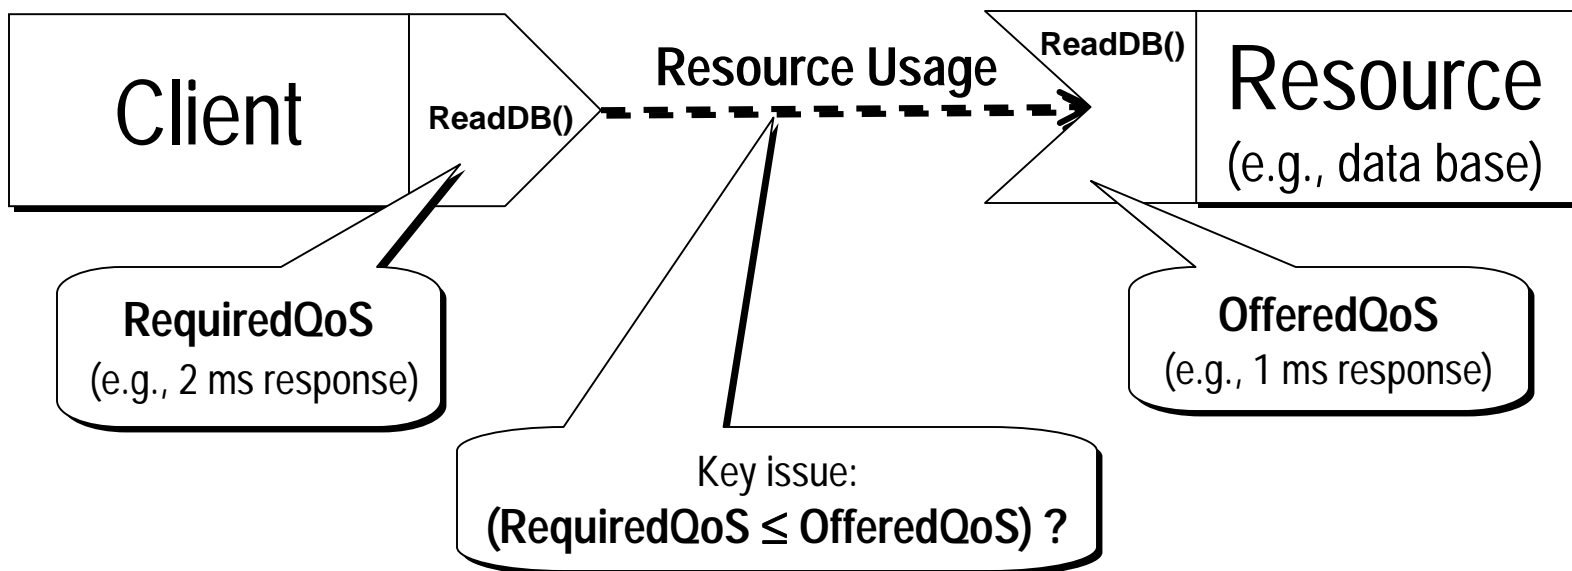 Client
ReadDB()
Resource Usage
ReadDB()
Resource
(e.g., data base)
RequiredQoS
(e.g., 2 ms response)
OfferedQoS
(e.g., 1 ms response)
Key issue:
(RequiredQoS ≤ OfferedQoS) ?